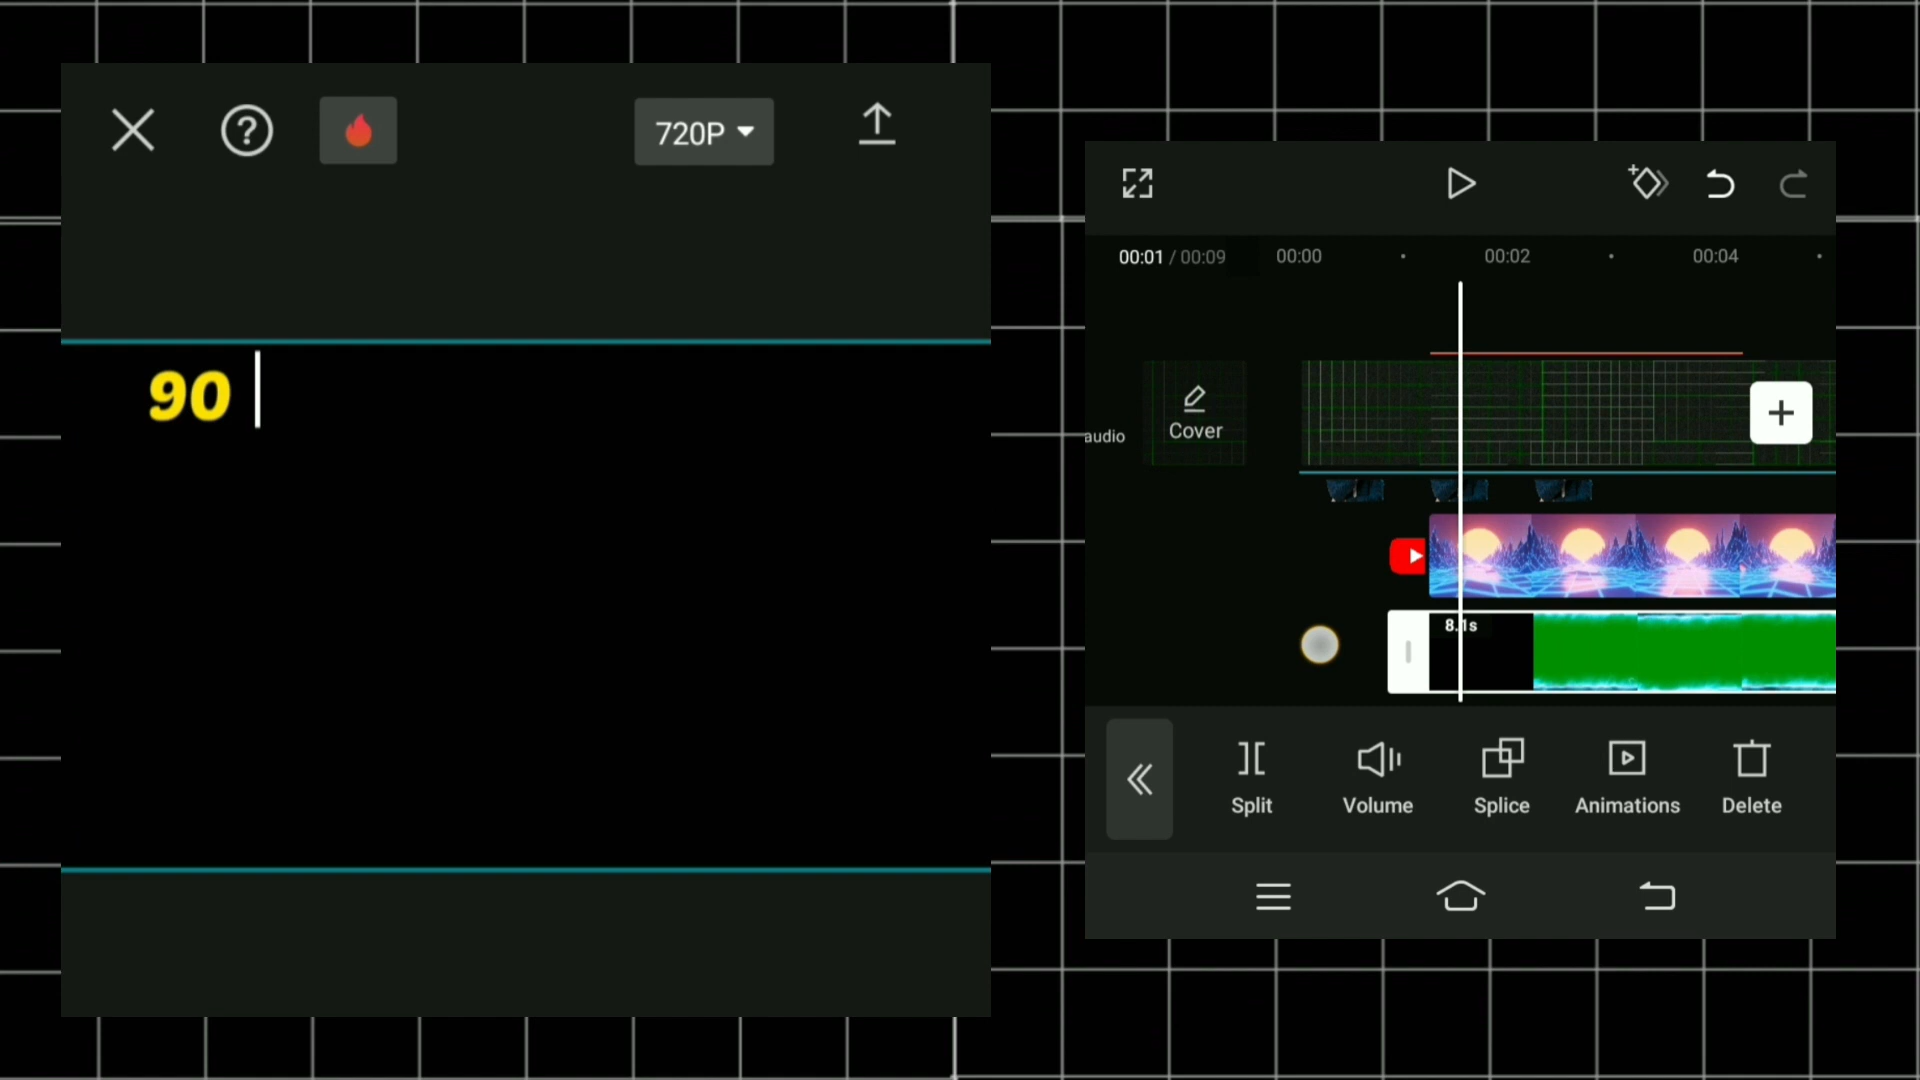 720P
90
00:01 / 00:09
00:00
00:02
00:04
audio
Cover
8.1s
Split
Volume
Splice
Animations
Delete